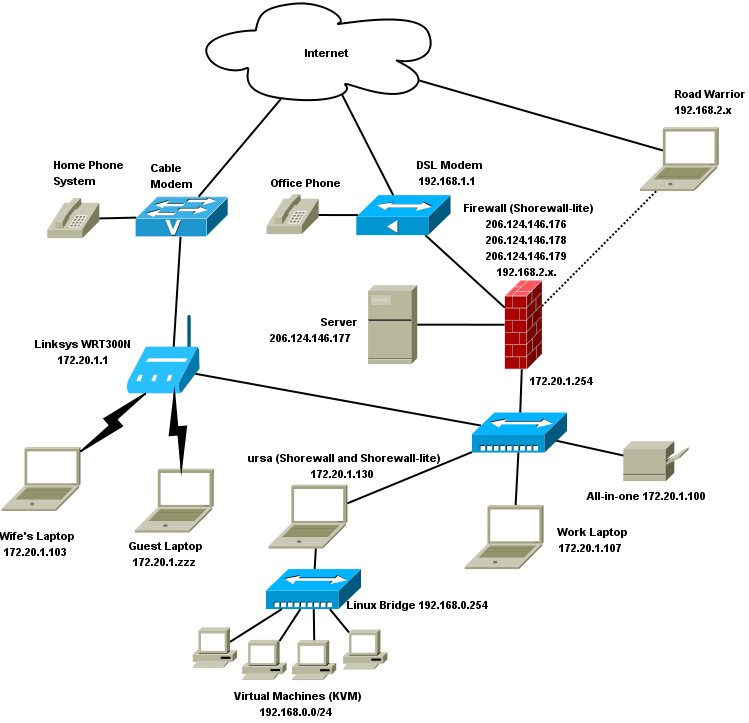 Internet
Road Warrior
192.168.2.x
Home Phone
System
Cable
Modem
Office Phone
DSL Modem
192.168.1.1
Firewall (Shorewall-lite)
206.124.146.176
206.124.146.178
206.124.146.179
192.168.2.x.
Server
206.124.146.177
Linksys WRT300N
172.20.1.1
172.20.1.254
ursa (Shorewall and Shorewall-lite)
172.20.1.130
All-in-one 172.20.1.100
Wife's Laptop
172.20.1.103
Guest Laptop
172.20.1.zzz
Work Laptop
172.20.1.107
Linux Bridge 192.168.0.254
Virtual Machines (KVM)
192.168.0.0/24
V